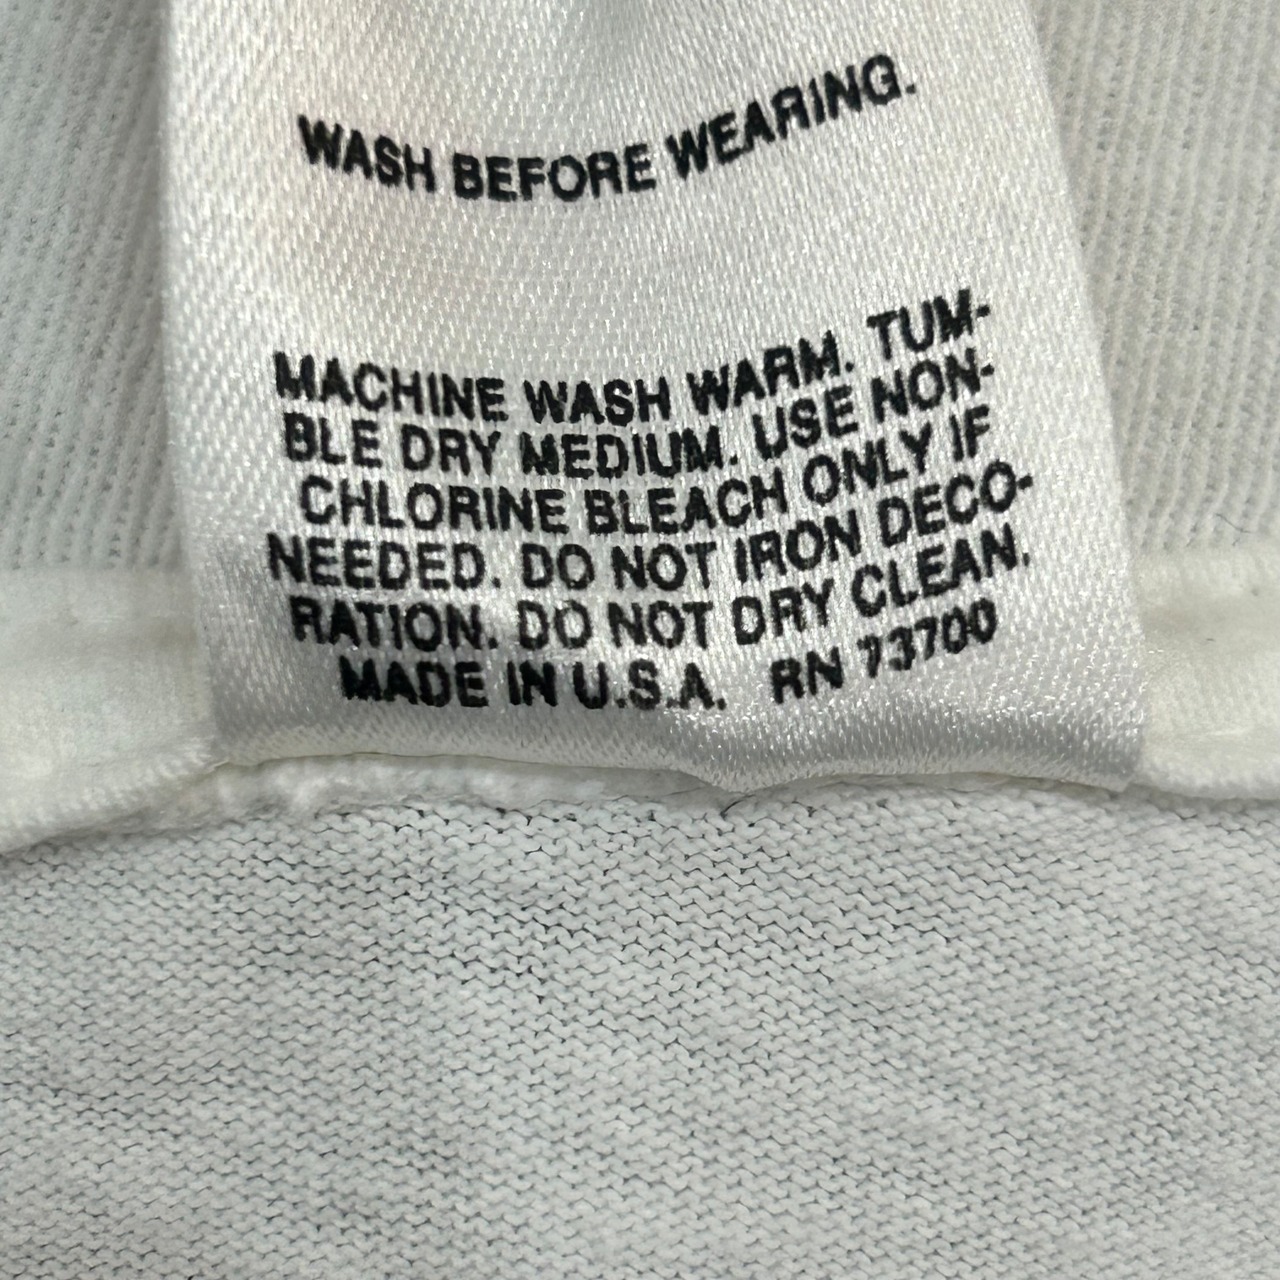 WASH BEFORE WEARING.
MACHINE WASH WARM. TUM-
BLE DRY MEDIUM. USE NON-
CHLORINE BLEACH ONLY IF
NEEDED. DO NOT IRON DECO-
RATION. DO NOT DRY CLEAN.
MADE IN U.S.A. RN 73700